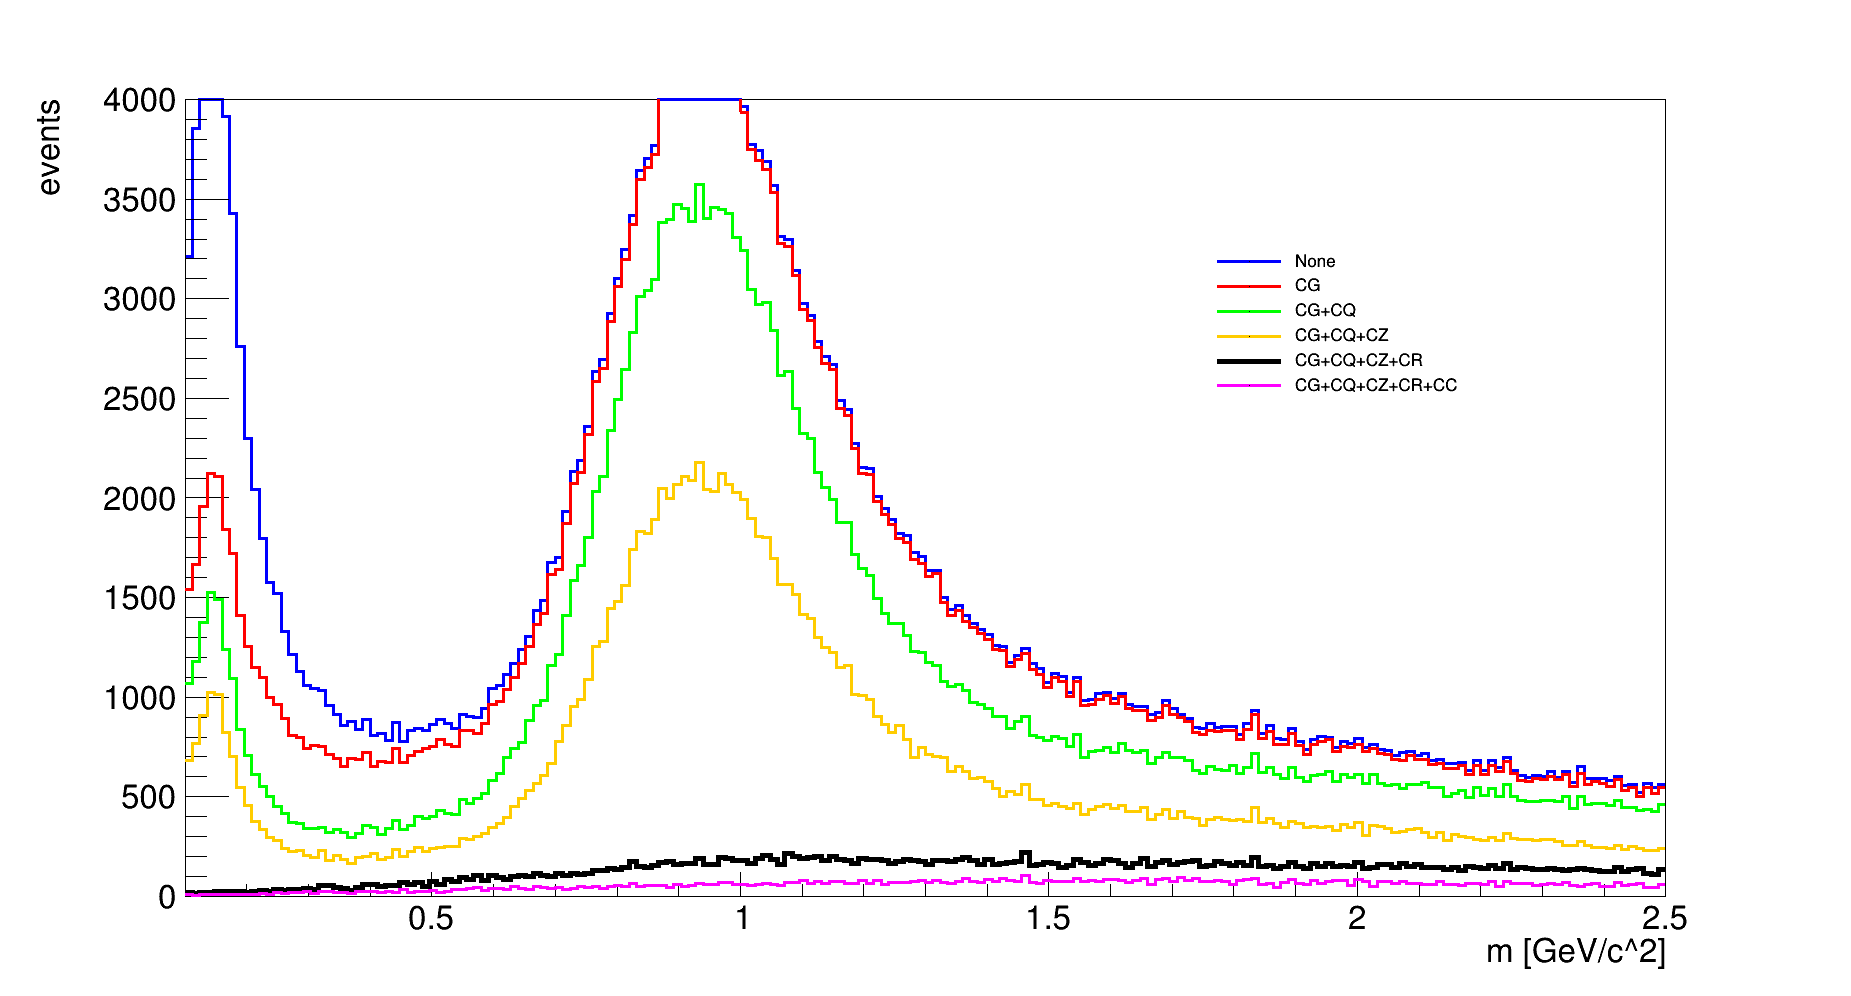 events
4000
3500
3000
2500
2000
1500
1000
500
0
0.5
1
1.5
2
2.5
m [GeV/c^2]
None
CG
CG+CQ
CG+CQ+CZ
CG+CQ+CZ+CR
CG+CQ+CZ+CR+CC